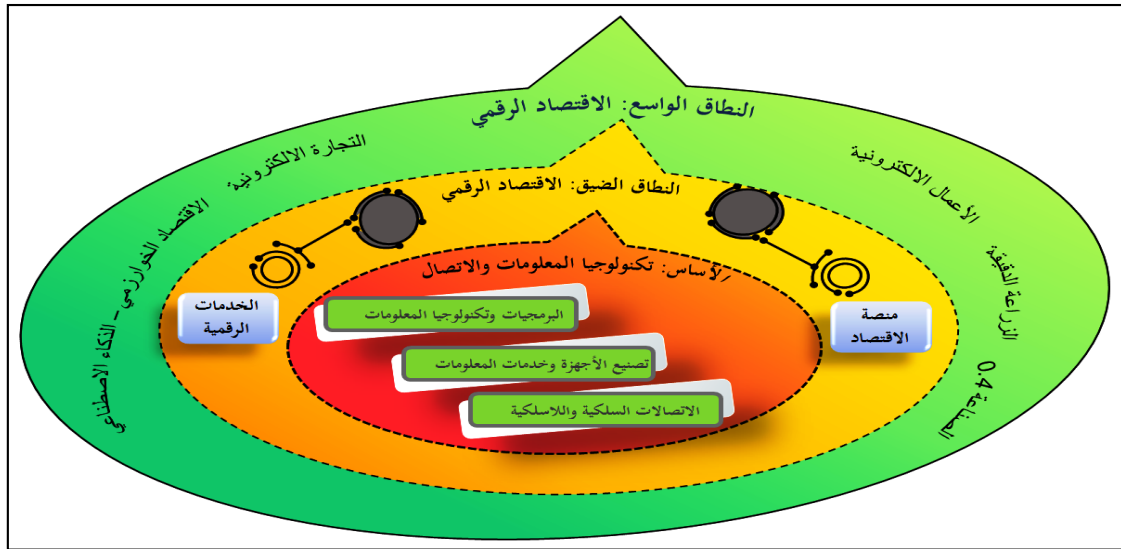 النطاق الواسع: الاقتصاد الرقمي
الأعمال الالكترونية
الزراعة الدقيقة
الصناعة 0.4
التجارة الالكترونية
الاقتصاد الخوارزمي – الذكاء الاصطناعي
النطاق الضيق: الاقتصاد الرقمي
منصة
الاقتصاد
الخدمات
الرقمية
الأساس: تكنولوجيا المعلومات والاتصال
البرمجيات وتكنولوجيا المعلومات
تصنيع الأجهزة وخدمات المعلومات
الاتصالات السلكية واللاسلكية